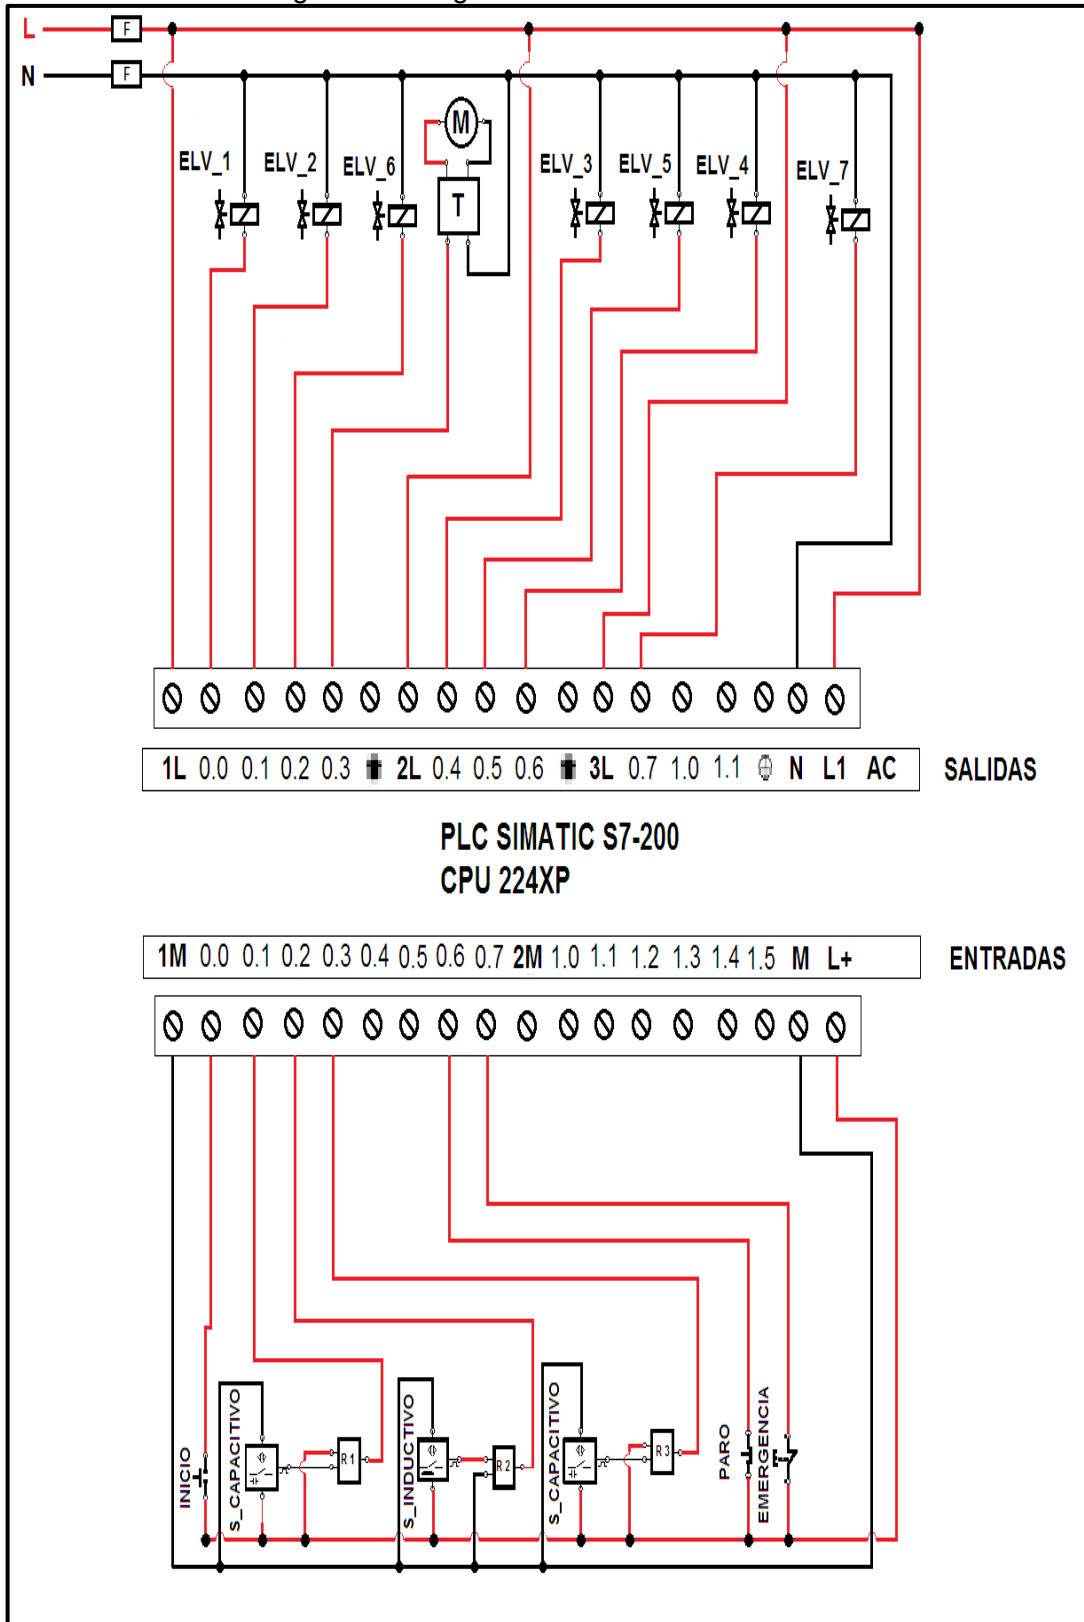 L F
N F
M
ELV_1 ELV_2 ELV_6 T ELV_3 ELV_5 ELV_4 ELV_7
1L 0.0 0.1 0.2 0.3 2L 0.4 0.5 0.6 3L 0.7 1.0 1.1 N L1 AC SALIDAS
PLC SIMATIC S7-200
CPU 224XP
1M 0.0 0.1 0.2 0.3 0.4 0.5 0.6 0.7 2M 1.0 1.1 1.2 1.3 1.4 1.5 M L+ ENTRADAS
INICIO
S_CAPACITIVO
R 1
S_INDUCTIVO
R 2
S_CAPACITIVO
R 3
PARO
EMERGENCIA